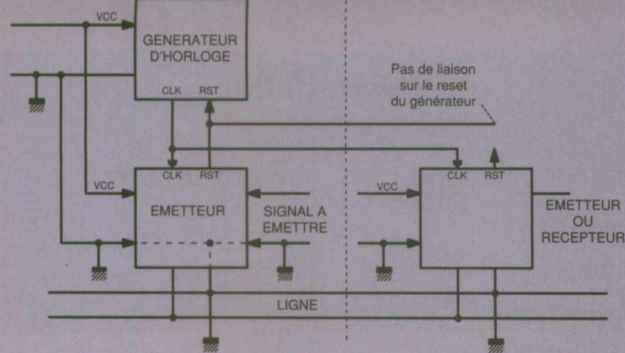 VCC
GENERATEUR
D'HORLOGE
CLK RST
Pas de liaison
sur le reset
du générateur
CLK RST
VCC
EMETTEUR
SIGNAL A
EMETTRE
CLK RST
VCC
EMETTEUR
OU
RECEPTEUR
LIGNE